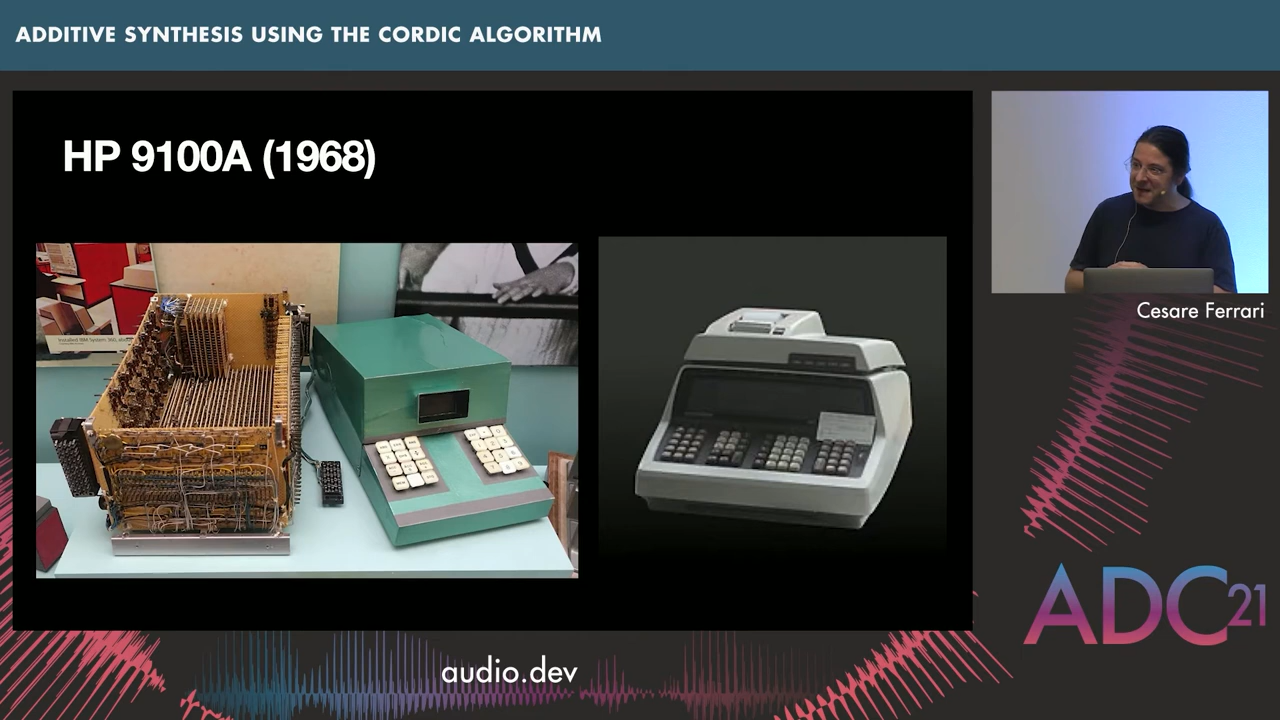 ADDITIVE SYNTHESIS USING THE CORDIC ALGORITHM
HP 9100A (1968)
Cesare Ferrari
ADC21
audio.dev